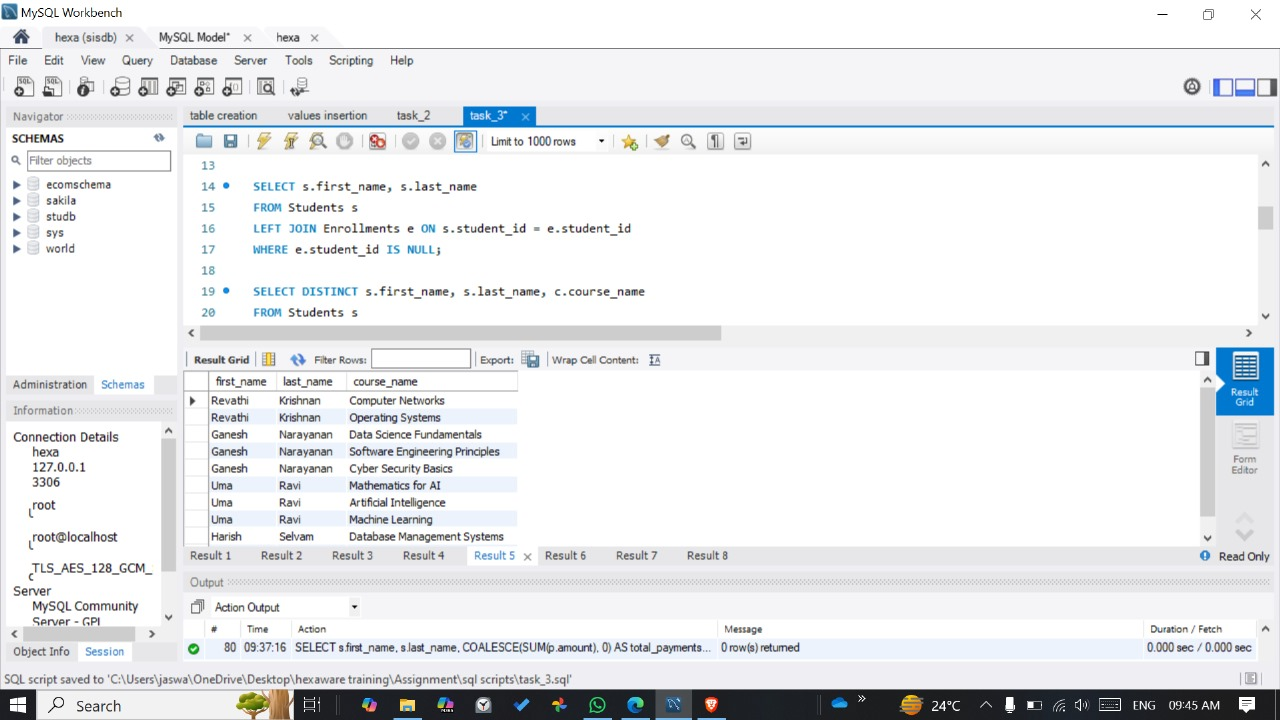 MySQL Workbench
hexa (sisdb)
MySQL Model*
hexa
File Edit View Query Database Server Tools Scripting Help
Navigator
SCHEMAS
Filter objects
ecomschema
sakila
studb
sys
world
Administration Schemas
Information
Connection Details
hexa
127.0.0.1
3306
root
root@localhost
TLS_AES_128_GCM_
Server
MySQL Community
Server - GPL
Object Info Session
table creation values insertion task_2 task_3*
Limit to 1000 rows
13
14 SELECT s.first_name, s.last_name
15 FROM Students s
16 LEFT JOIN Enrollments e ON s.student_id = e.student_id
17 WHERE e.student_id IS NULL;
18
19 SELECT DISTINCT s.first_name, s.last_name, c.course_name
20 FROM Students s
Result Grid Filter Rows: Export: Wrap Cell Content:
first_name last_name course_name
Revathi Krishnan Computer Networks
Revathi Krishnan Operating Systems
Ganesh Narayanan Data Science Fundamentals
Ganesh Narayanan Software Engineering Principles
Ganesh Narayanan Cyber Security Basics
Uma Ravi Mathematics for AI
Uma Ravi Artificial Intelligence
Uma Ravi Machine Learning
Harish Selvam Database Management Systems
Result
Grid
Form
Editor
Result 1 Result 2 Result 3 Result 4 Result 5 Result 6 Result 7 Result 8
Read Only
Output
Action Output
# Time Action Message Duration / Fetch
80 09:37:16 SELECT s.first_name, s.last_name, COALESCE(SUM(p.amount), 0) AS total_payments... 0 row(s) returned 0.000 sec / 0.000 sec
SQL script saved to 'C:\Users\jaswa\OneDrive\Desktop\hexaware training\Assignment\sql scripts\task_3.sql'
Search
24°C
ENG
09:45 AM